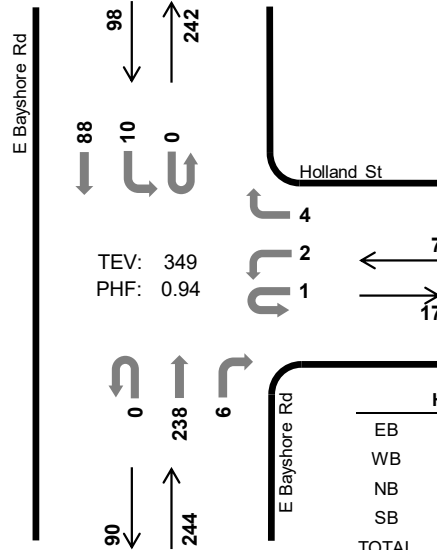 98
242
E Bayshore Rd
88
10
0
Holland St
4
2
1
7
17
TEV: 349
PHF: 0.94
0
238
6
E Bayshore Rd
90
244
EB
WB
NB
SB
TOTAL